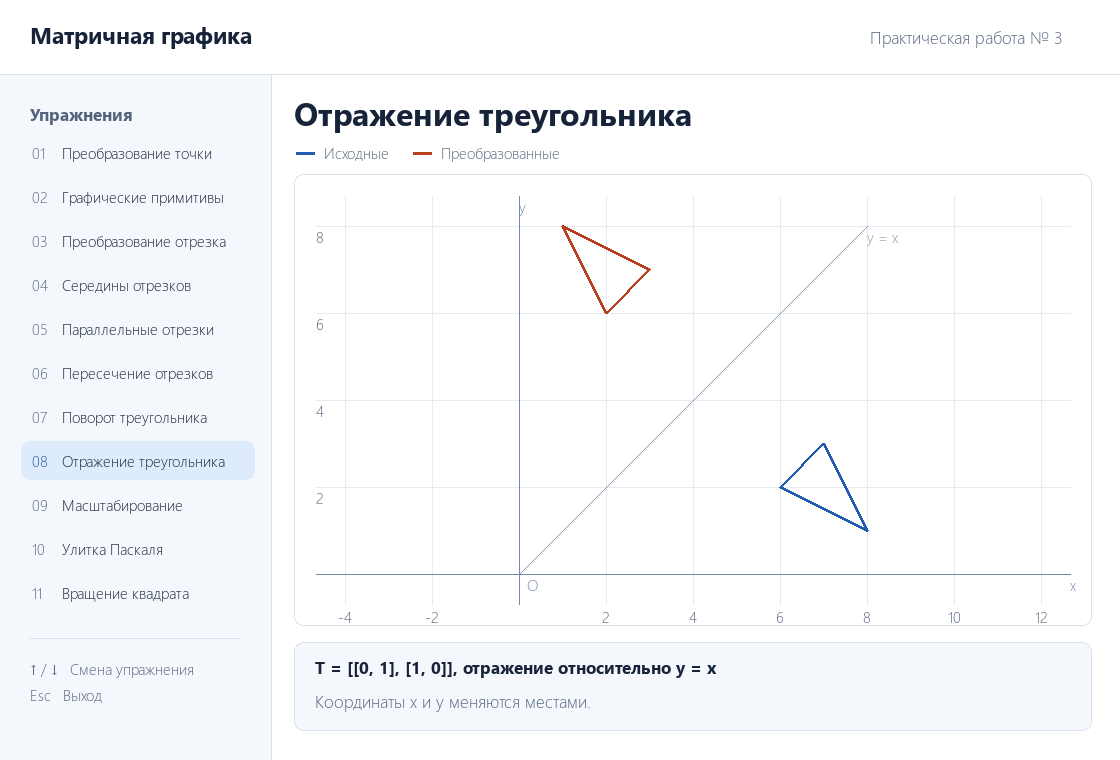 Матричная графика
Практическая работа № 3
Упражнения
01 Преобразование точки
02 Графические примитивы
03 Преобразование отрезка
04 Середины отрезков
05 Параллельные отрезки
06 Пересечение отрезков
07 Поворот треугольника
08 Отражение треугольника
09 Масштабирование
10 Улитка Паскаля
11 Вращение квадрата
↑ / ↓ Смена упражнения
Esc Выход
Отражение треугольника
Исходные Преобразованные
y
8
y = x
6
4
2
O
x
-4 -2 2 4 6 8 10 12
T = [[0, 1], [1, 0]], отражение относительно y = x
Координаты x и y меняются местами.